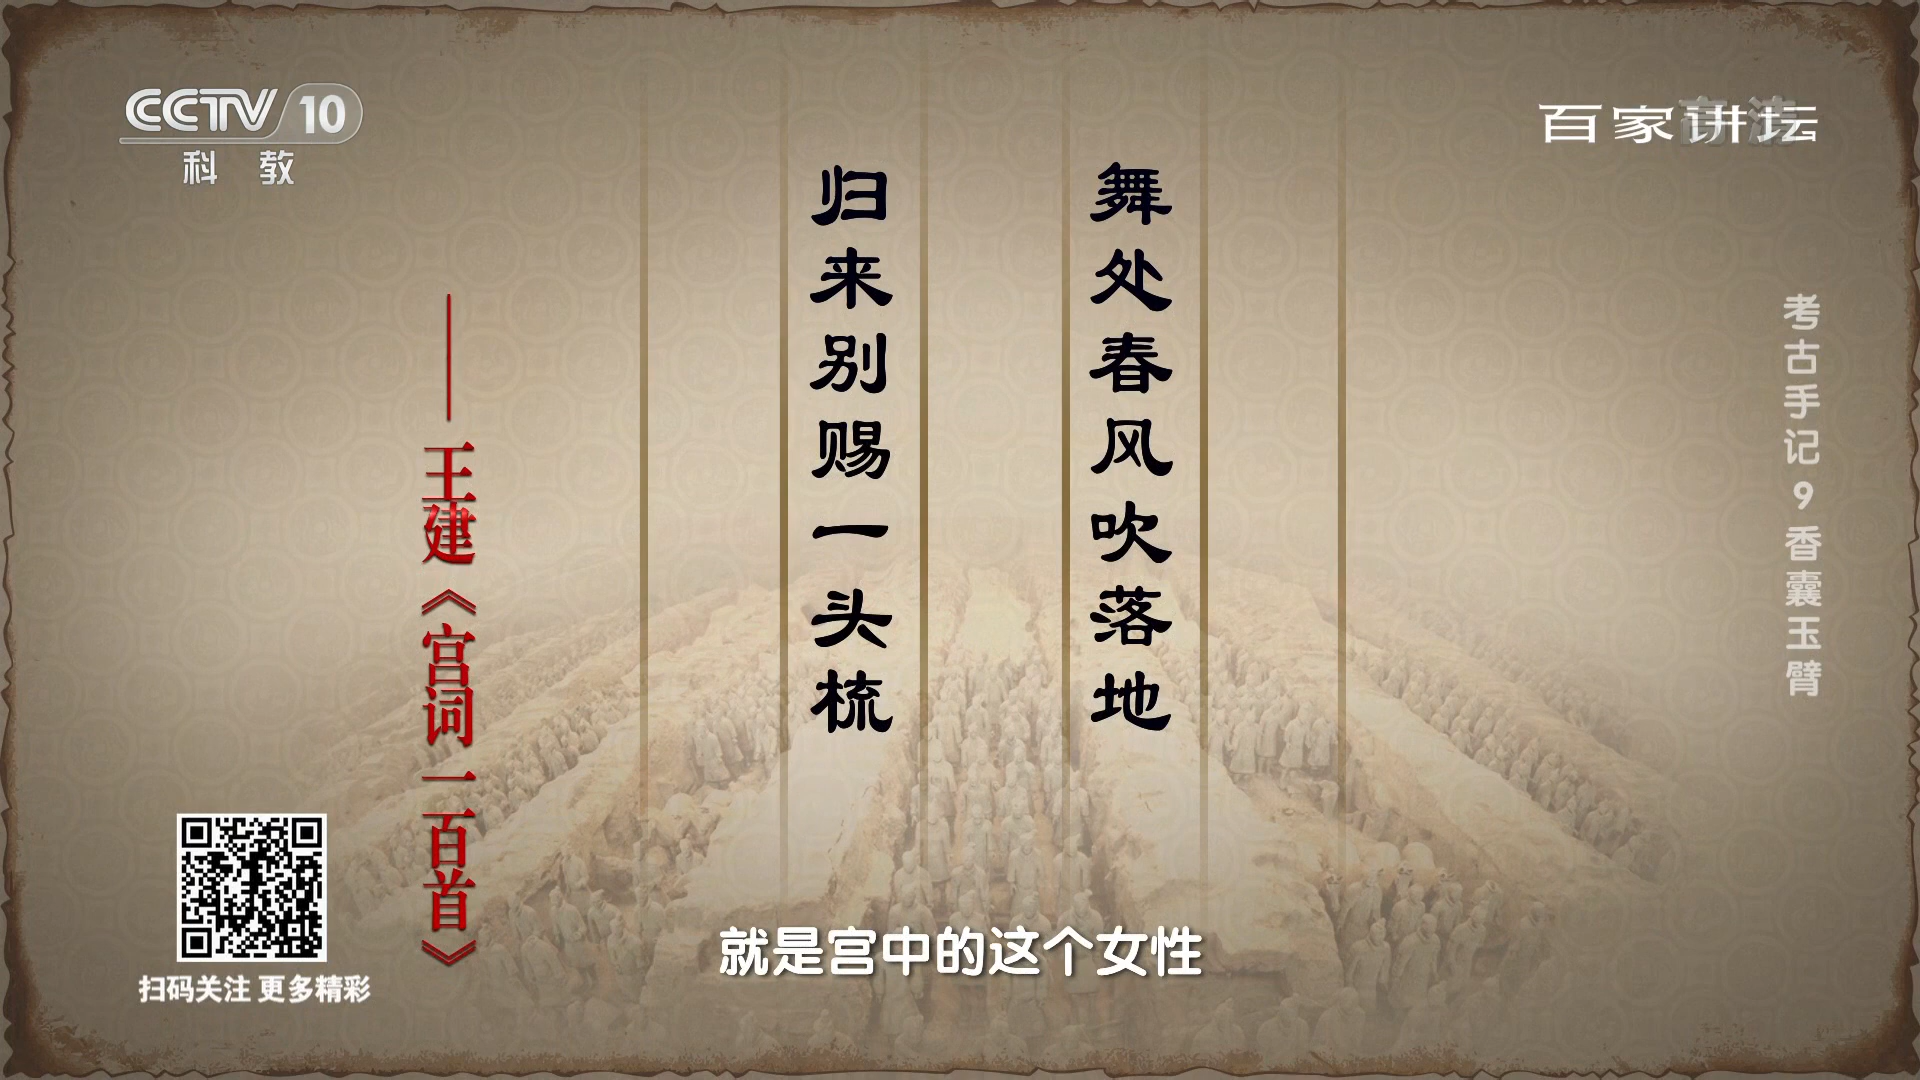 CCTV 10
科 教
百家讲坛
高清
考古手记 9 香囊玉臂
舞处春风吹落地
归来别赐一头梳
——王建《宫词一百首》
就是宫中的这个女性
扫码关注 更多精彩